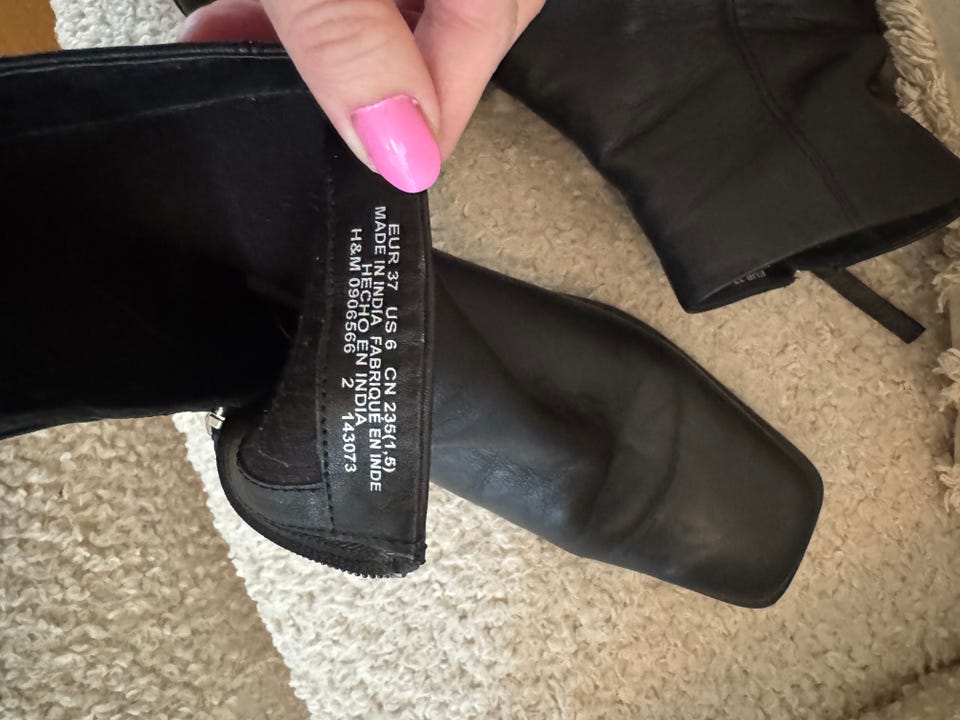 EUR 37 US 6 CN 235(1,5)
MADE IN INDIA FABRIQUÉ EN INDE
HECHO EN INDIA
H&M 0906566 2 143073